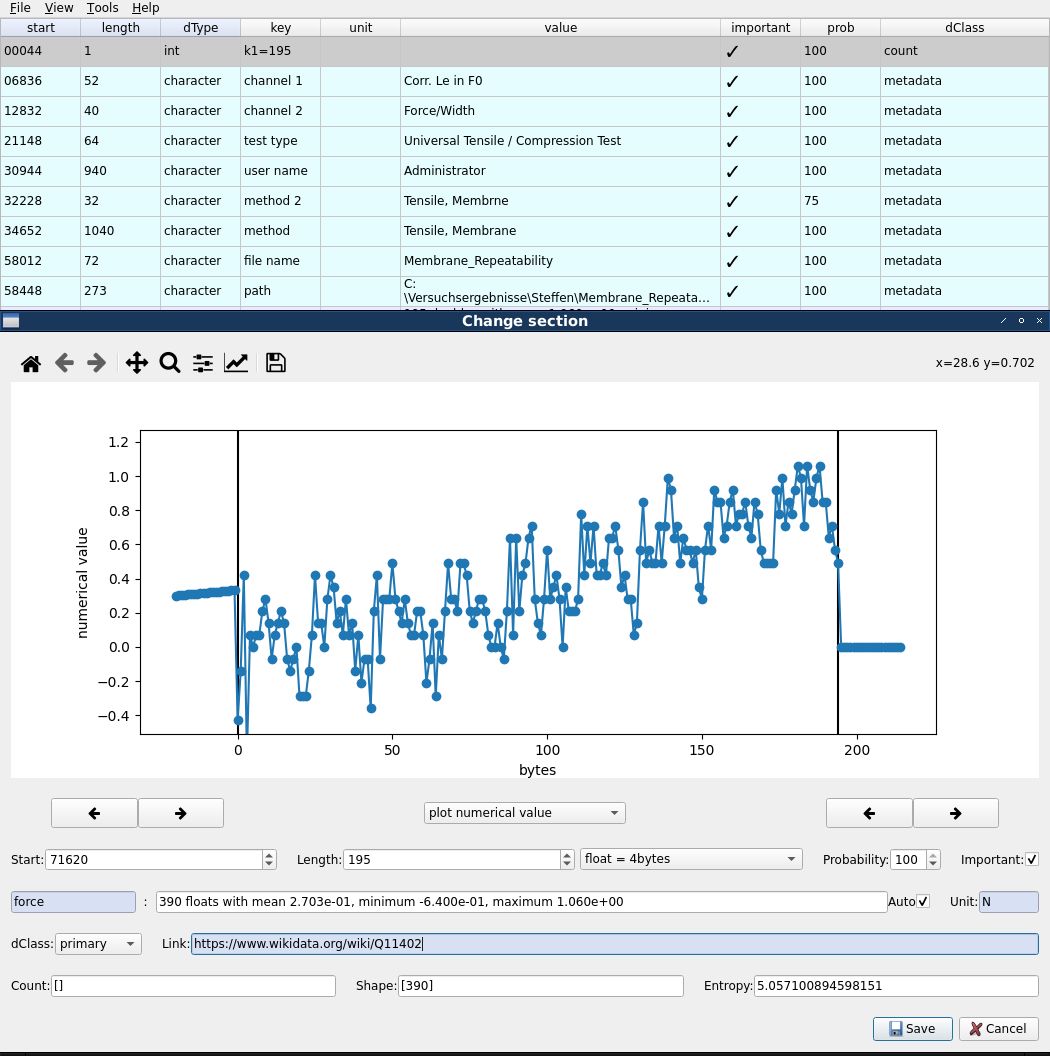 File View Tools Help
start length dType key unit value important prob dClass
00044 1 int k1=195 ✓ 100 count
06836 52 character channel 1 Corr. Le in F0 ✓ 100 metadata
12832 40 character channel 2 Force/Width ✓ 100 metadata
21148 64 character test type Universal Tensile / Compression Test ✓ 100 metadata
30944 940 character user name Administrator ✓ 100 metadata
32228 32 character method 2 Tensile, Membrne ✓ 75 metadata
34652 1040 character method Tensile, Membrane ✓ 100 metadata
58012 72 character file name Membrane_Repeatability ✓ 100 metadata
58448 273 character path C:
\Versuchsergebnisse\Steffen\Membrane_Repeata... ✓ 100 metadata
Change section
x=28.6 y=0.702
1.2
1.0
0.8
0.6
0.4
0.2
0.0
−0.2
−0.4
numerical value
0 50 100 150 200
bytes
plot numerical value
Start: 71620 Length: 195 float = 4bytes Probability: 100 Important: ✓
force : 390 floats with mean 2.703e-01, minimum -6.400e-01, maximum 1.060e+00 Auto ✓ Unit: N
dClass: primary Link: https://www.wikidata.org/wiki/Q11402
Count: [] Shape: [390] Entropy: 5.057100894598151
Save Cancel